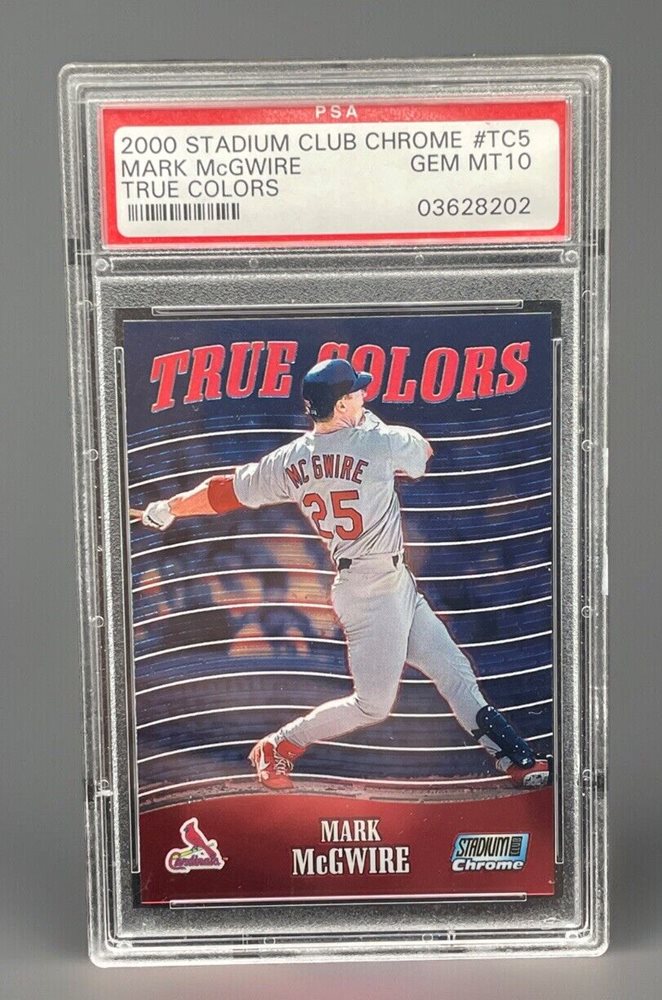 PSA
2000 STADIUM CLUB CHROME #TC5
MARK McGWIRE GEM MT10
TRUE COLORS
03628202
TRUE COLORS
MCGWIRE
25
MARK
McGWIRE
Cardinals
STADIUM CLUB
Chrome